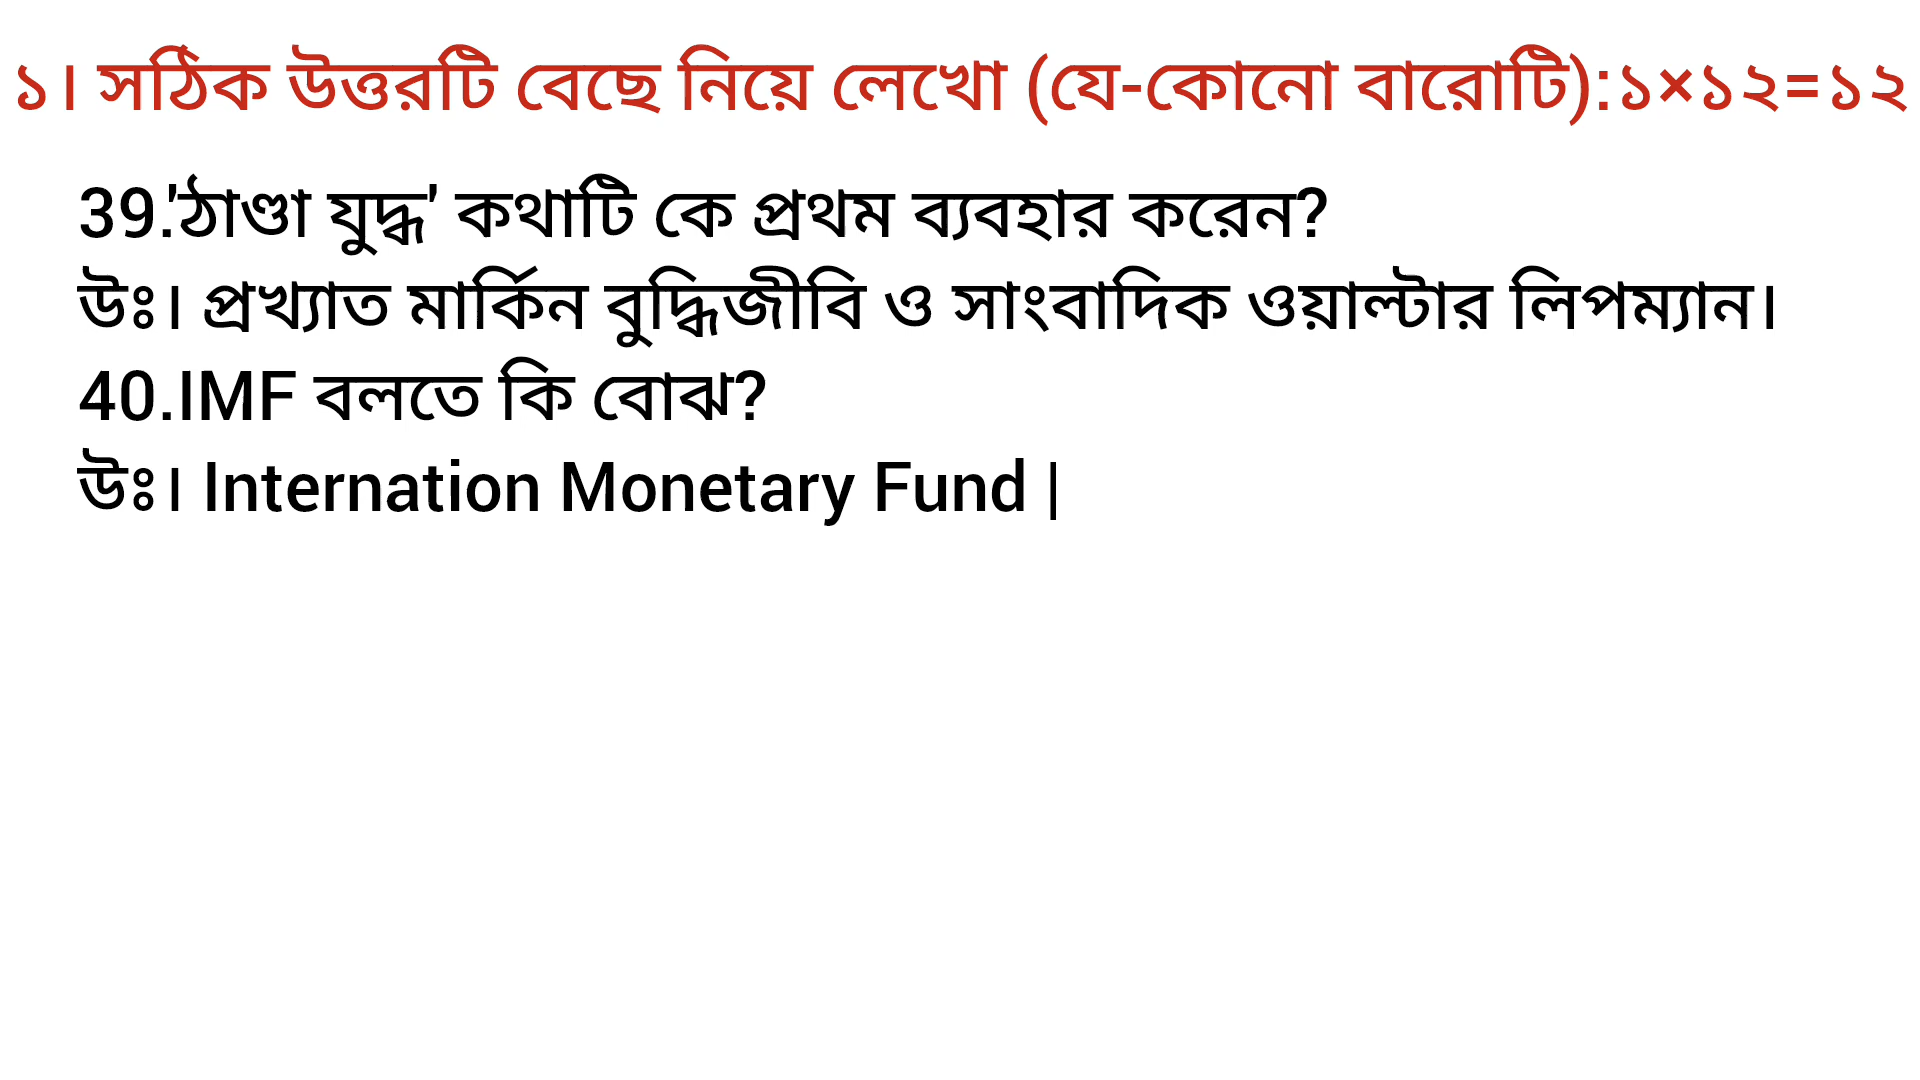 ১। সঠিক উত্তরটি বেছে নিয়ে লেখো (যে-কোনো বারোটি):১×১২=১২
39.'ঠাণ্ডা যুদ্ধ' কথাটি কে প্রথম ব্যবহার করেন?
উঃ। প্রখ্যাত মার্কিন বুদ্ধিজীবি ও সাংবাদিক ওয়াল্টার লিপম্যান।
40.IMF বলতে কি বোঝ?
উঃ। Internation Monetary Fund |